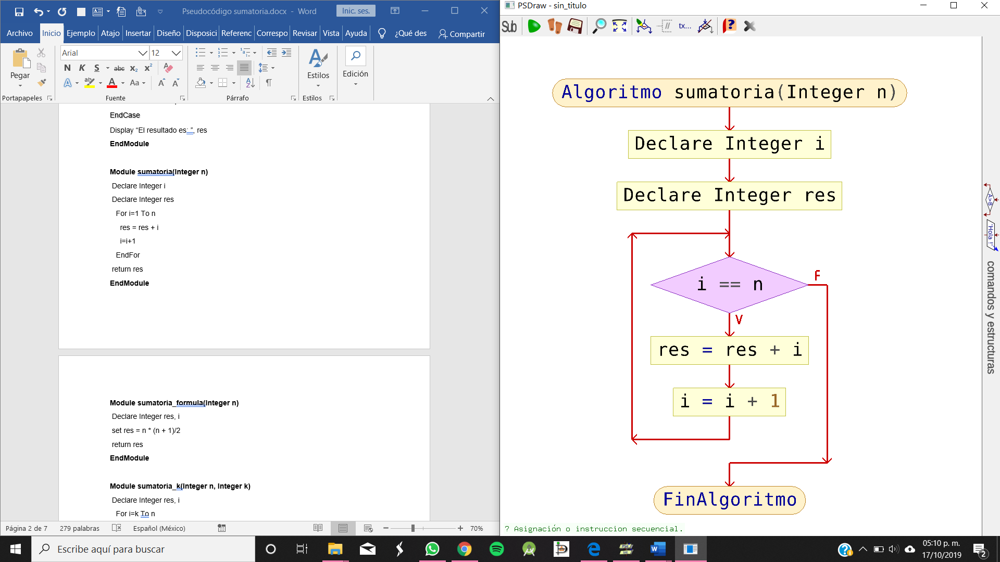 Pseudocódigo sumatoria.docx - Word
Inic. ses.
Archivo Inicio Ejemplo Atajo Insertar Diseño Disposici Referenc Correspo Revisar Vista Ayuda ¿Qué des Compartir
Pegar
Portapapeles
Arial 12
N K S abc x₂ x²
A ab A Aa A A
Fuente
Párrafo
Estilos
Estilos
Edición
EndCase
Display “El resultado es: ”, res
EndModule
Module sumatoria(Integer n)
Declare Integer i
Declare Integer res
For i=1 To n
res = res + i
i=i+1
EndFor
return res
EndModule
Module sumatoria_formula(Integer n)
Declare Integer res, i
set res = n * (n + 1)/2
return res
EndModule
Module sumatoria_k(Integer n, Integer k)
Declare Integer res, i
For i=k To n
Página 2 de 7 279 palabras Español (México) 70%
PSDraw - sin_titulo
Sub tx...
Algoritmo sumatoria(Integer n)
Declare Integer i
Declare Integer res
i == n
F
V
res = res + i
i = i + 1
FinAlgoritmo
A>B
'Hola !'
comandos y estructuras
? Asignación o instruccion secuencial.
Escribe aquí para buscar
05:10 p. m.
17/10/2019
2